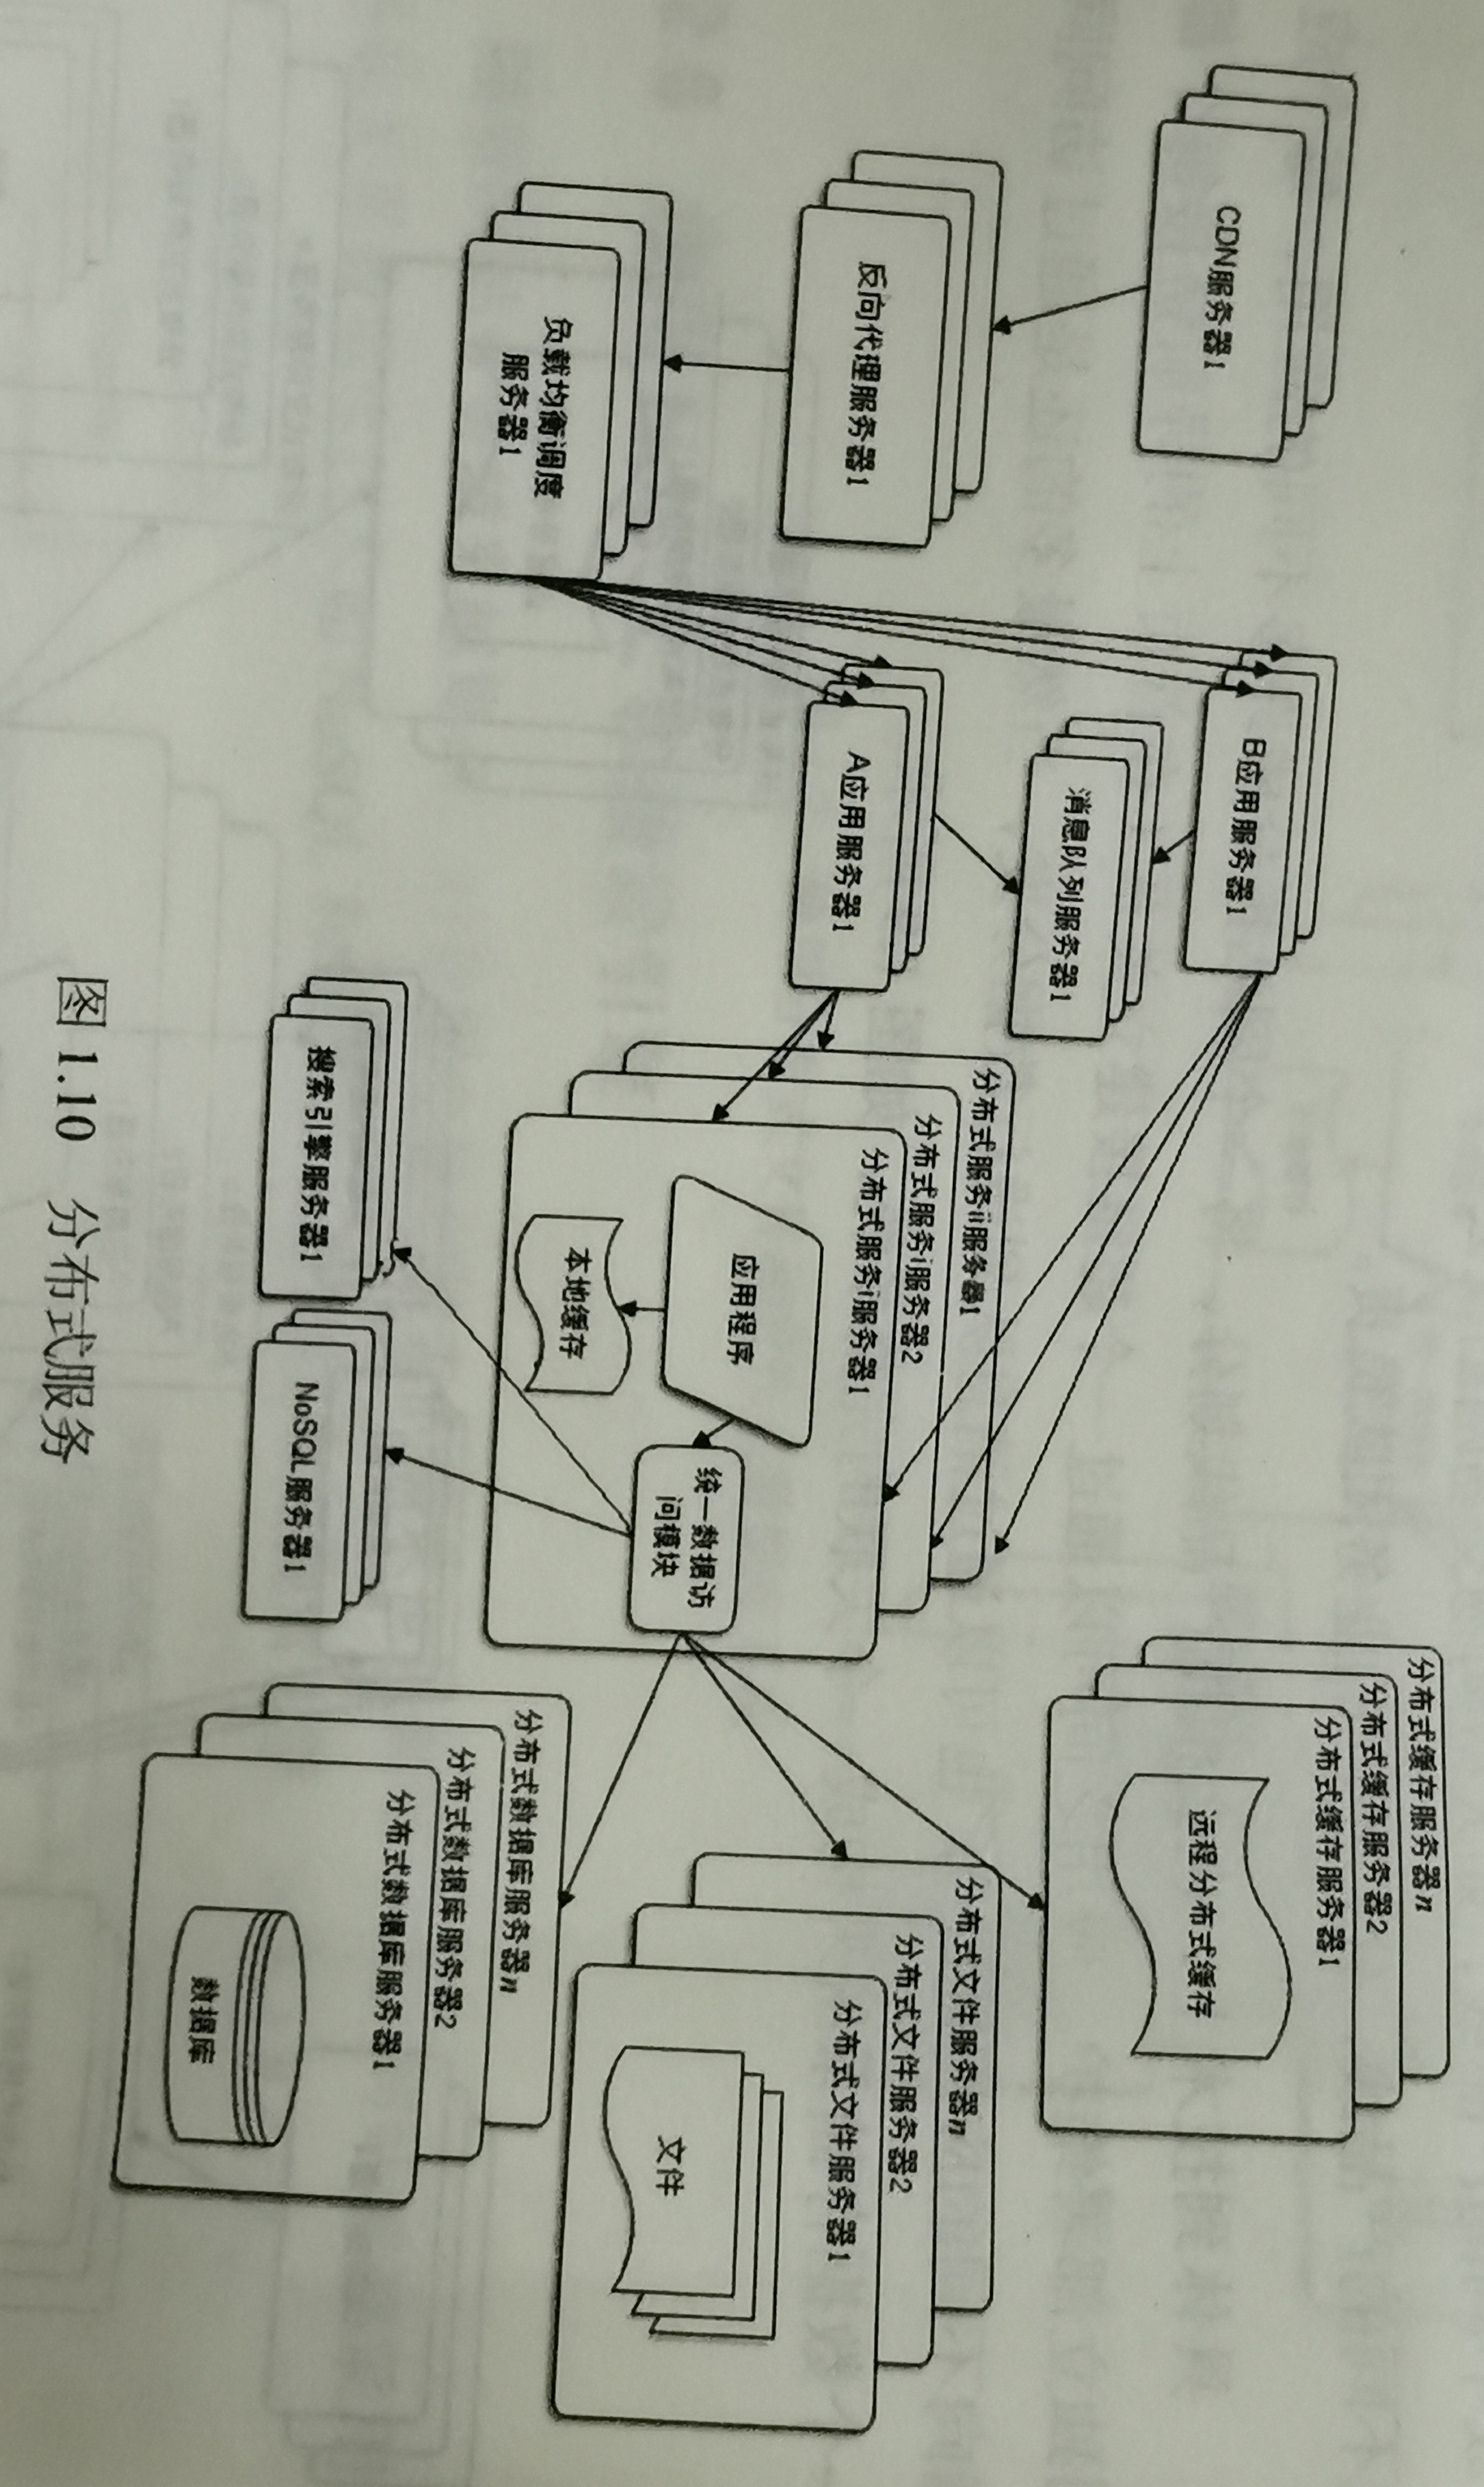 CDN服务器1
反向代理服务器1
负载均衡调度
服务器1
B应用服务器1
消息队列服务器1
A应用服务器1
分布式服务ii服务器1
分布式服务i服务器2
分布式服务i服务器1
应用程序
统一数据访
问模块
本地缓存
搜索引擎服务器1
NoSQL服务器1
分布式缓存服务器n
分布式缓存服务器2
分布式缓存服务器1
远程分布式缓存
分布式文件服务器n
分布式文件服务器2
分布式文件服务器1
文件
分布式数据库服务器n
分布式数据库服务器2
分布式数据库服务器1
数据库
图 1.10 分布式服务